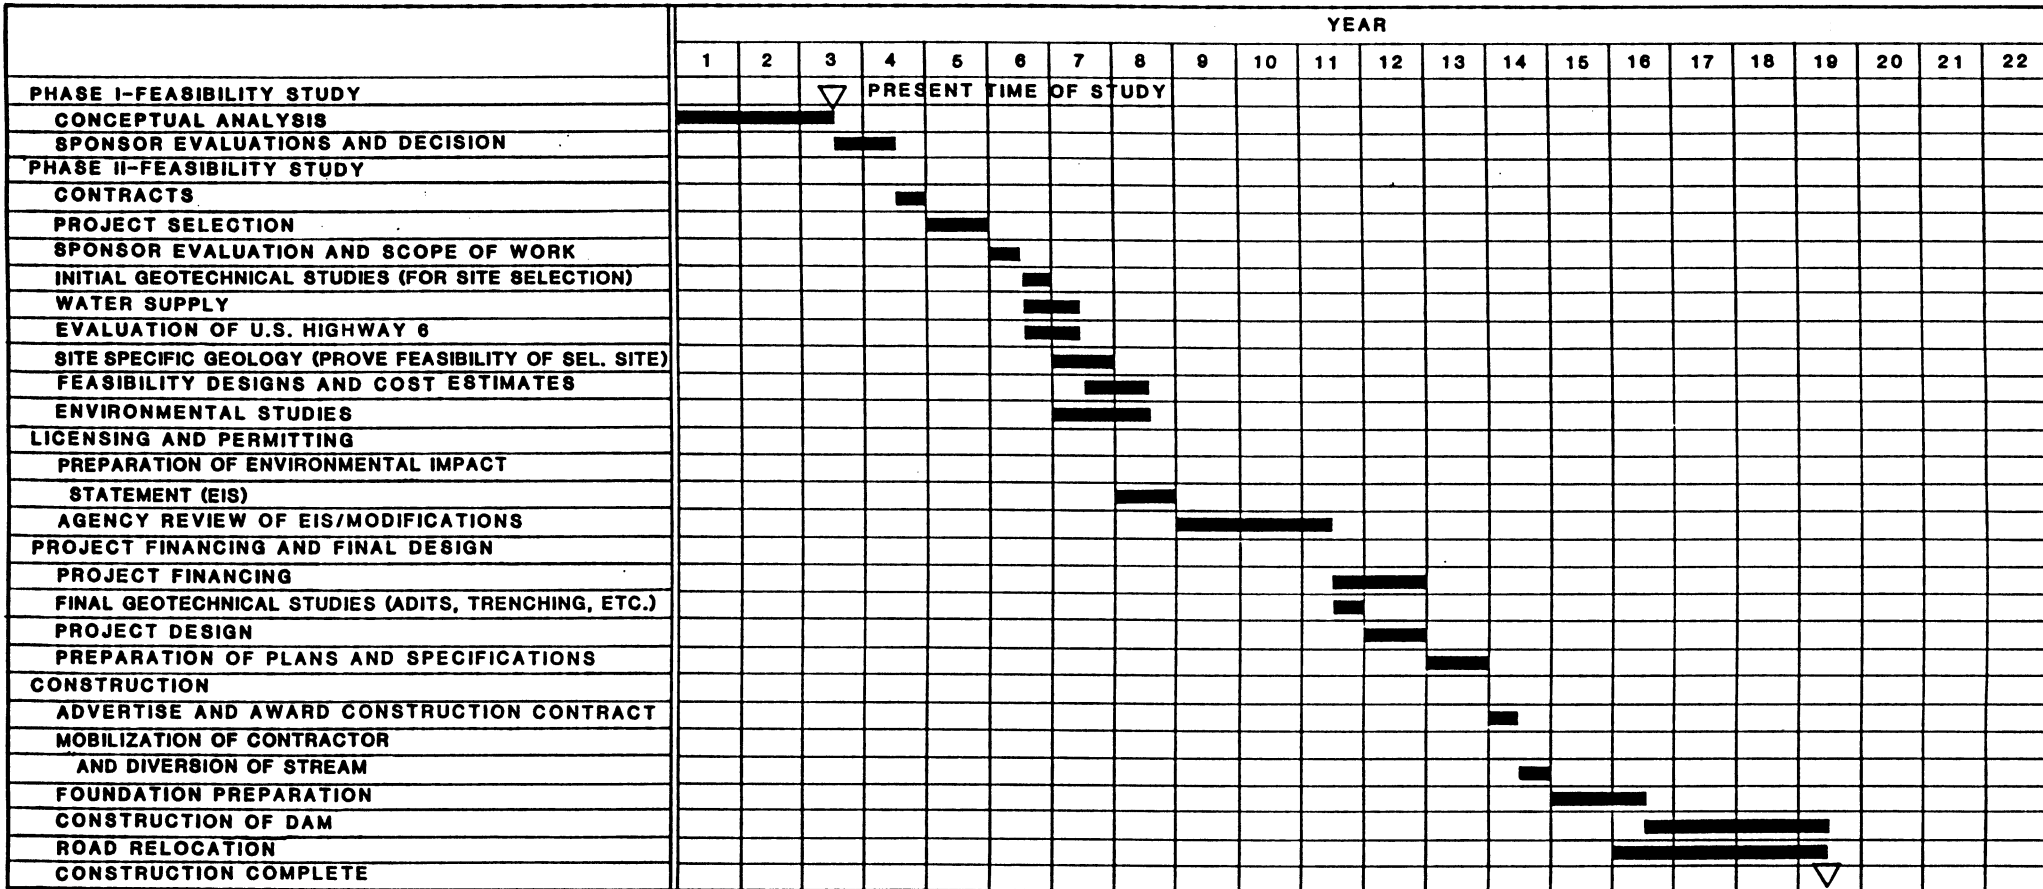 YEAR
1 2 3 4 5 6 7 8 9 10 11 12 13 14 15 16 17 18 19 20 21 22
PHASE I-FEASIBILITY STUDY PRESENT TIME OF STUDY
CONCEPTUAL ANALYSIS
SPONSOR EVALUATIONS AND DECISION
PHASE II-FEASIBILITY STUDY
CONTRACTS
PROJECT SELECTION
SPONSOR EVALUATION AND SCOPE OF WORK
INITIAL GEOTECHNICAL STUDIES (FOR SITE SELECTION)
WATER SUPPLY
EVALUATION OF U.S. HIGHWAY 6
SITE SPECIFIC GEOLOGY (PROVE FEASIBILITY OF SEL. SITE)
FEASIBILITY DESIGNS AND COST ESTIMATES
ENVIRONMENTAL STUDIES
LICENSING AND PERMITTING
PREPARATION OF ENVIRONMENTAL IMPACT
STATEMENT (EIS)
AGENCY REVIEW OF EIS/MODIFICATIONS
PROJECT FINANCING AND FINAL DESIGN
PROJECT FINANCING
FINAL GEOTECHNICAL STUDIES (ADITS, TRENCHING, ETC.)
PROJECT DESIGN
PREPARATION OF PLANS AND SPECIFICATIONS
CONSTRUCTION
ADVERTISE AND AWARD CONSTRUCTION CONTRACT
MOBILIZATION OF CONTRACTOR
AND DIVERSION OF STREAM
FOUNDATION PREPARATION
CONSTRUCTION OF DAM
ROAD RELOCATION
CONSTRUCTION COMPLETE